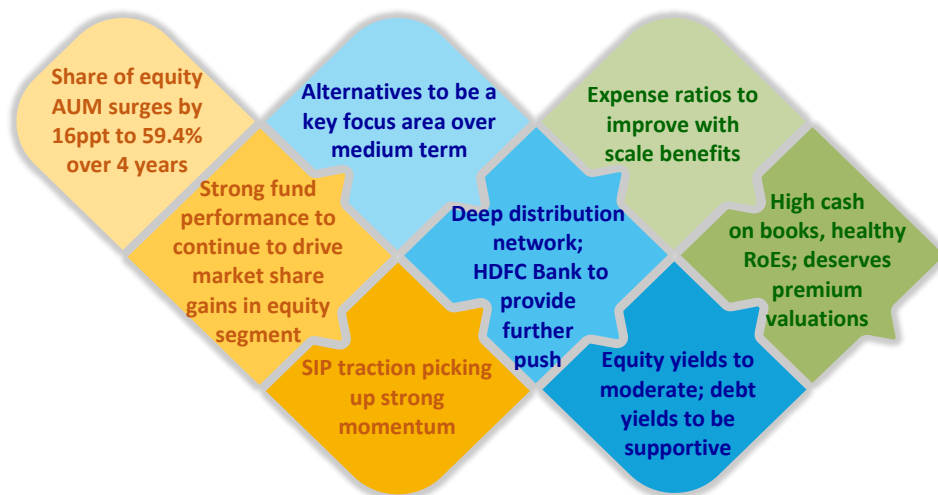 Share of equity
AUM surges by
16ppt to 59.4%
over 4 years
Strong fund
performance to
continue to drive
market share
gains in equity
segment
SIP traction picking
up strong
momentum
Alternatives to be a
key focus area over
medium term
Deep distribution
network;
HDFC Bank to
provide
further
push
Equity yields to
moderate; debt
yields to be
supportive
Expense ratios to
improve with
scale benefits
High cash
on books, healthy
RoEs; deserves
premium
valuations